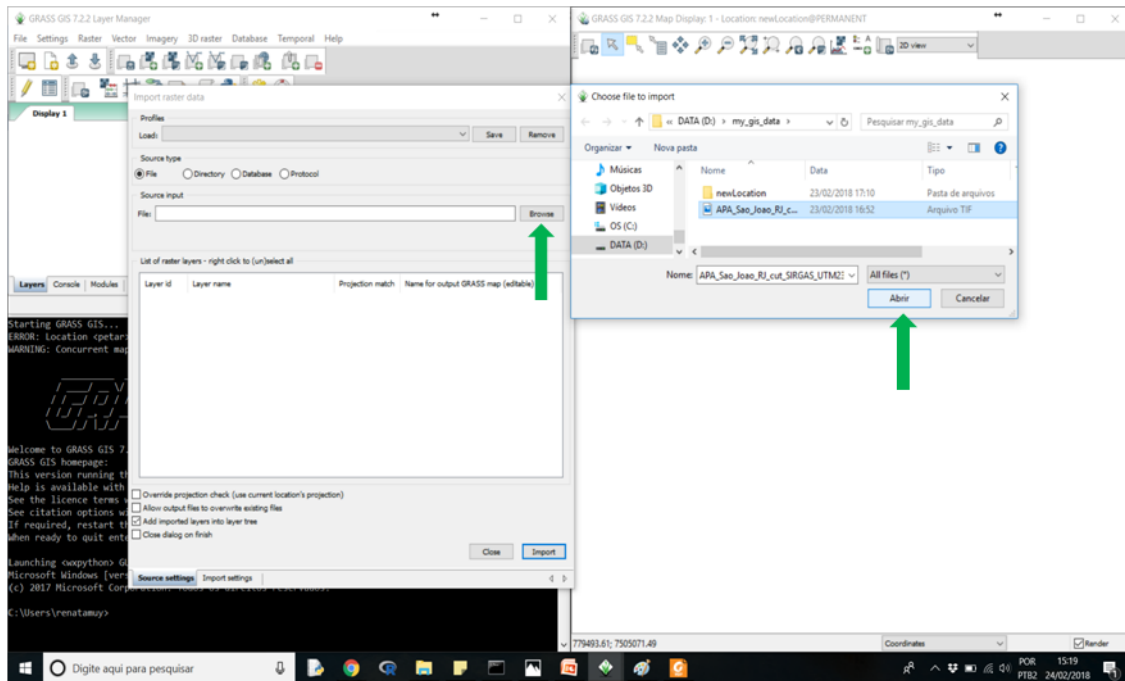 GRASS GIS 7.2.2 Layer Manager
File Settings Raster Vector Imagery 3D raster Database Temporal Help
Display 1
Layers Console Modules
Import raster data
Profiles
Load:
Save Remove
Source type
File Directory Database Protocol
Source input
File:
Browse
List of raster layers - right click to (un)select all
Layer id Layer name Projection match Name for output GRASS map (editable)
Override projection check (use current location's projection)
Allow output files to overwrite existing files
Add imported layers into layer tree
Close dialog on finish
Close Import
Source settings Import settings
Starting GRASS GIS...
ERROR: Location <petar
WARNING: Concurrent map
Welcome to GRASS GIS 7.
GRASS GIS homepage:
This version running th
Help is available with
See the licence terms
See citation options w
If required, restart t
When ready to quit ente
Launching <wxpython> GU
Microsoft Windows [vers
(c) 2017 Microsoft Corporation. Todos os direitos reservados.
C:\Users\renatamuy>
GRASS GIS 7.2.2 Map Display: 1 - Location: newLocation@PERMANENT
2D view
Choose file to import
« DATA (D:) › my_gis_data ›
Pesquisar my_gis_data
Organizar Nova pasta
Músicas
Objetos 3D
Vídeos
OS (C:)
DATA (D:)
Nome Data Tipo
newLocation 23/02/2018 17:10 Pasta de arquivos
APA_Sao_Joao_RJ_c... 23/02/2018 16:52 Arquivo TIF
Nome: APA_Sao_Joao_RJ_cut_SIRGAS_UTM23 All files (*)
Abrir Cancelar
779493.61; 7505071.49
Coordinates
Render
Digite aqui para pesquisar
POR
PTB2
15:19
24/02/2018
1